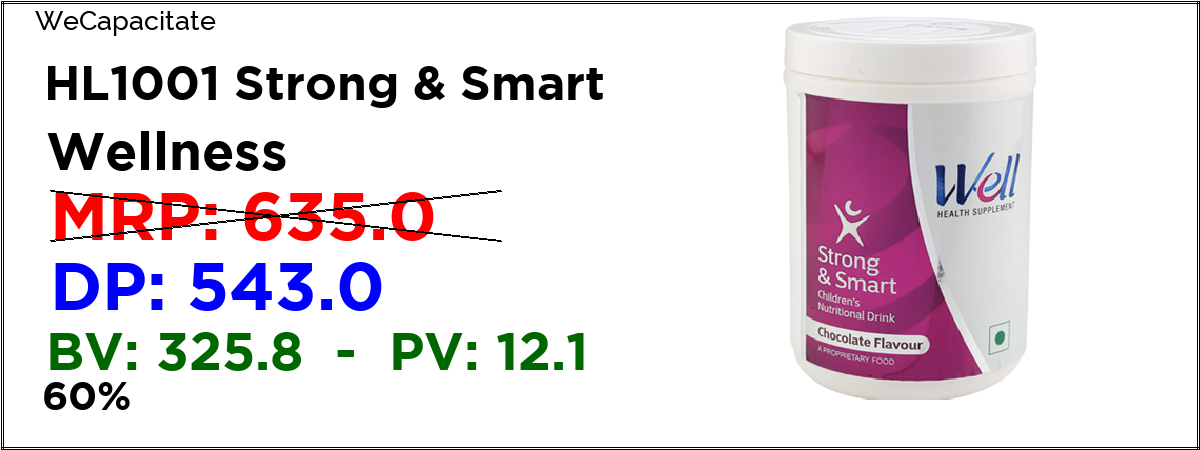 WeCapacitate
HL1001 Strong & Smart
Wellness
MRP: 635.0
DP: 543.0
BV: 325.8 - PV: 12.1
60%
Well
HEALTH SUPPLEMENT
Strong
& Smart
Children's
Nutritional Drink
Chocolate Flavour
A PROPRIETARY FOOD